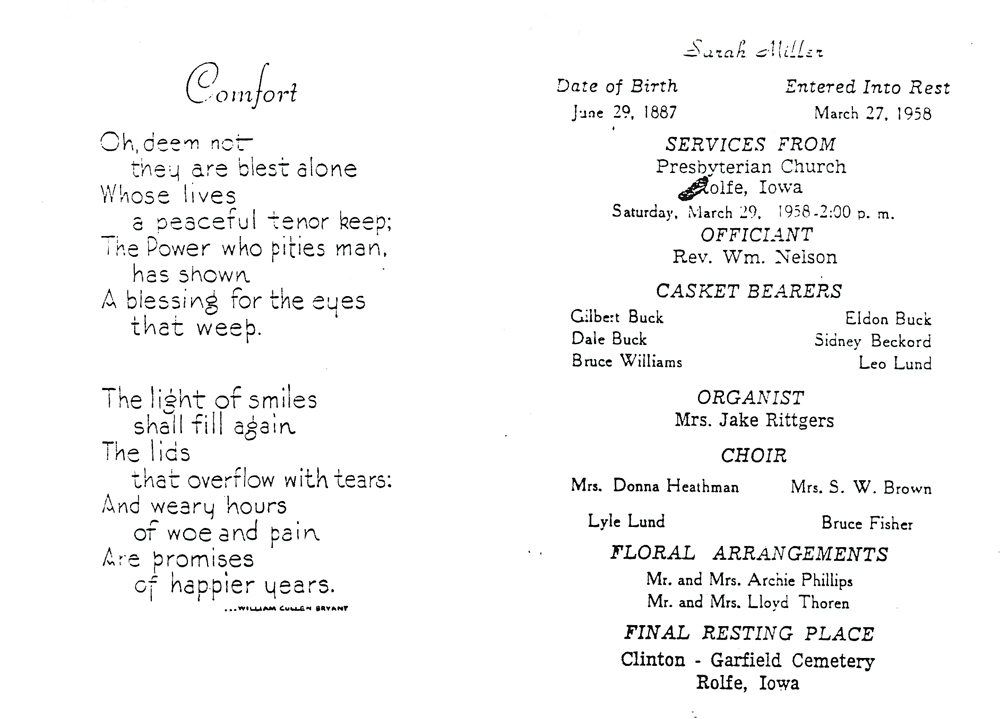 Comfort
Oh, deem not
they are blest alone
Whose lives
a peaceful tenor keep;
The Power who pities man,
has shown
A blessing for the eyes
that weep.
The light of smiles
shall fill again
The lids
that overflow with tears:
And weary hours
of woe and pain
Are promises
of happier years.
...WILLIAM CULLEN BRYANT
Sarah Miller
Date of Birth Entered Into Rest
June 29, 1887 March 27, 1958
SERVICES FROM
Presbyterian Church
Rolfe, Iowa
Saturday, March 29, 1958-2:00 p. m.
OFFICIANT
Rev. Wm. Nelson
CASKET BEARERS
Gilbert Buck Eldon Buck
Dale Buck Sidney Beckord
Bruce Williams Leo Lund
ORGANIST
Mrs. Jake Rittgers
CHOIR
Mrs. Donna Heathman Mrs. S. W. Brown
Lyle Lund Bruce Fisher
FLORAL ARRANGEMENTS
Mr. and Mrs. Archie Phillips
Mr. and Mrs. Lloyd Thoren
FINAL RESTING PLACE
Clinton - Garfield Cemetery
Rolfe, Iowa